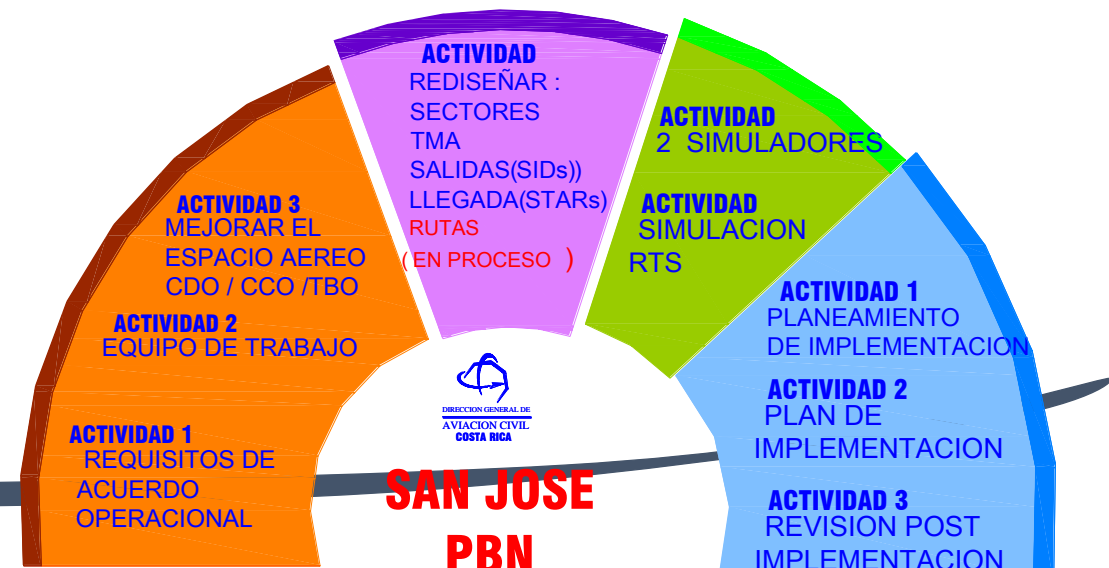 ACTIVIDAD
REDISEÑAR :
SECTORES
TMA
SALIDAS(SIDs))
LLEGADA(STARs)
RUTAS
( EN PROCESO )
ACTIVIDAD
2 SIMULADORES
ACTIVIDAD
SIMULACION
RTS
ACTIVIDAD 3
MEJORAR EL
ESPACIO AEREO
CDO / CCO /TBO
ACTIVIDAD 2
EQUIPO DE TRABAJO
ACTIVIDAD 1
REQUISITOS DE
ACUERDO
OPERACIONAL
ACTIVIDAD 1
PLANEAMIENTO
DE IMPLEMENTACION
ACTIVIDAD 2
PLAN DE
IMPLEMENTACION
ACTIVIDAD 3
REVISION POST
IMPLEMENTACION
DIRECCION GENERAL DE
AVIACION CIVIL
COSTA RICA
SAN JOSE
PBN